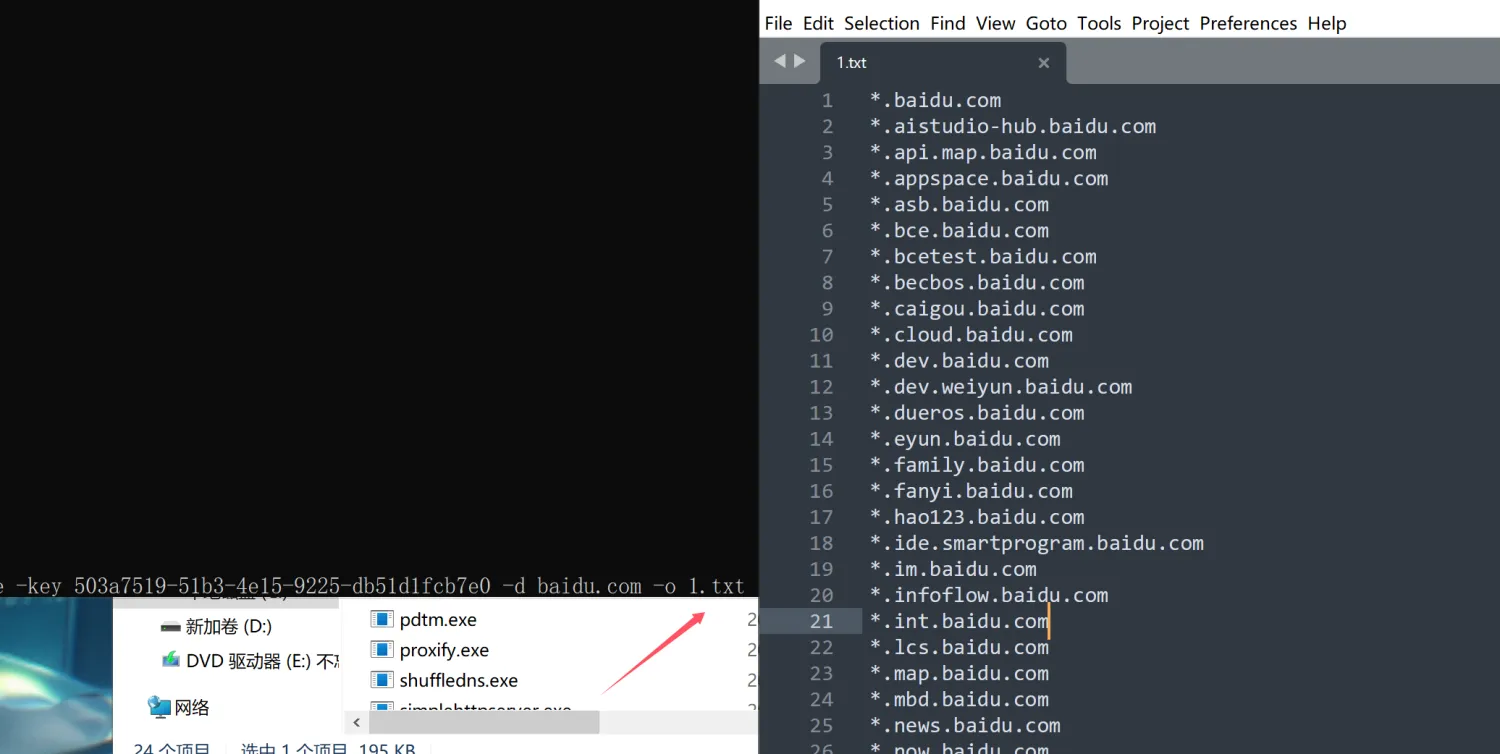 e -key 503a7519-51b3-4e15-9225-db51d1fcb7e0 -d baidu.com -o 1.txt
新加卷 (D:)
DVD 驱动器 (E:) 不
网络
pdtm.exe
proxify.exe
shuffledns.exe
simplehttpserver.exe
24 个项目
选中 1 个项目 195 KB
File Edit Selection Find View Goto Tools Project Preferences Help
1.txt
1 *.baidu.com
2 *.aistudio-hub.baidu.com
3 *.api.map.baidu.com
4 *.appspace.baidu.com
5 *.asb.baidu.com
6 *.bce.baidu.com
7 *.bcetest.baidu.com
8 *.becbos.baidu.com
9 *.caigou.baidu.com
10 *.cloud.baidu.com
11 *.dev.baidu.com
12 *.dev.weiyun.baidu.com
13 *.dueros.baidu.com
14 *.eyun.baidu.com
15 *.family.baidu.com
16 *.fanyi.baidu.com
17 *.hao123.baidu.com
18 *.ide.smartprogram.baidu.com
19 *.im.baidu.com
20 *.infoflow.baidu.com
21 *.int.baidu.com
22 *.lcs.baidu.com
23 *.map.baidu.com
24 *.mbd.baidu.com
25 *.news.baidu.com
26 *.now.baidu.com